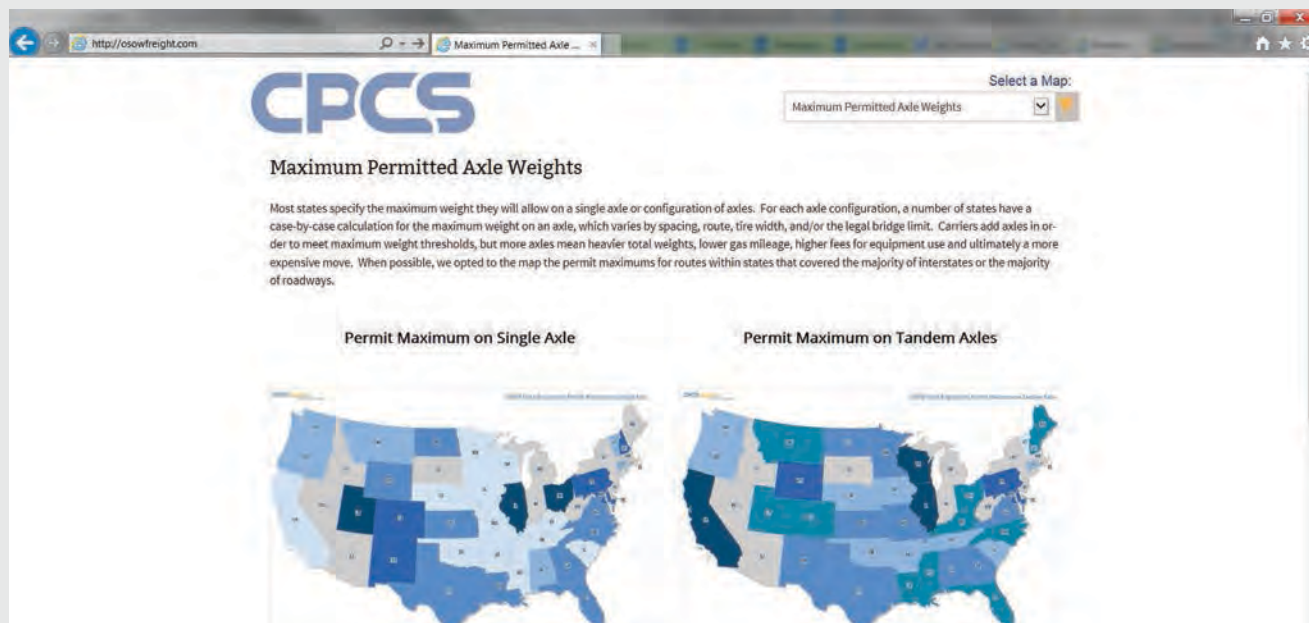 http://osowfreight.com
Maximum Permitted Axle ...
CPCS
Select a Map:
Maximum Permitted Axle Weights
Maximum Permitted Axle Weights
Most states specify the maximum weight they will allow on a single axle or configuration of axles. For each axle configuration, a number of states have a
case-by-case calculation for the maximum weight on an axle, which varies by spacing, route, tire width, and/or the legal bridge limit. Carriers add axles in or-
der to meet maximum weight thresholds, but more axles mean heavier total weights, lower gas mileage, higher fees for equipment use and ultimately a more
expensive move. When possible, we opted to the map the permit maximums for routes within states that covered the majority of interstates or the majority
of roadways.
Permit Maximum on Single Axle
Permit Maximum on Tandem Axles